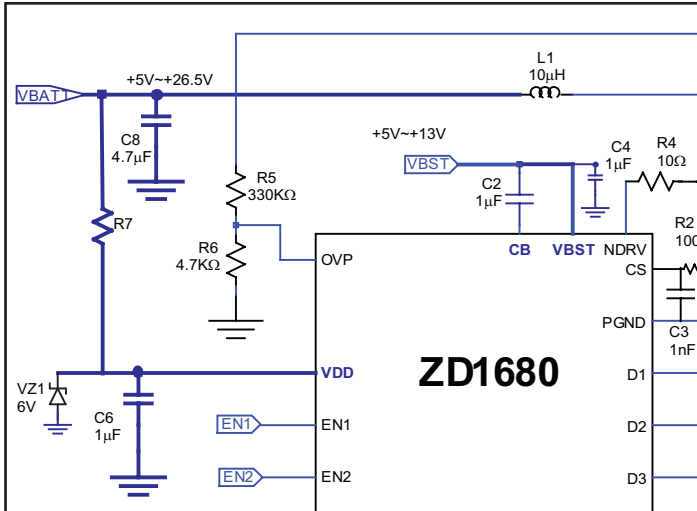 L1
10μH
+5V~+26.5V
VBATT
C8
4.7μF
+5V~+13V
VBST
C4
1μF
R4
10Ω
R5
330KΩ
C2
1μF
R7
R2
100
R6
4.7KΩ
CB
VBST
NDRV
OVP
CS
PGND
C3
1nF
ZD1680
VDD
D1
VZ1
6V
C6
1μF
EN1
EN1
D2
EN2
EN2
D3